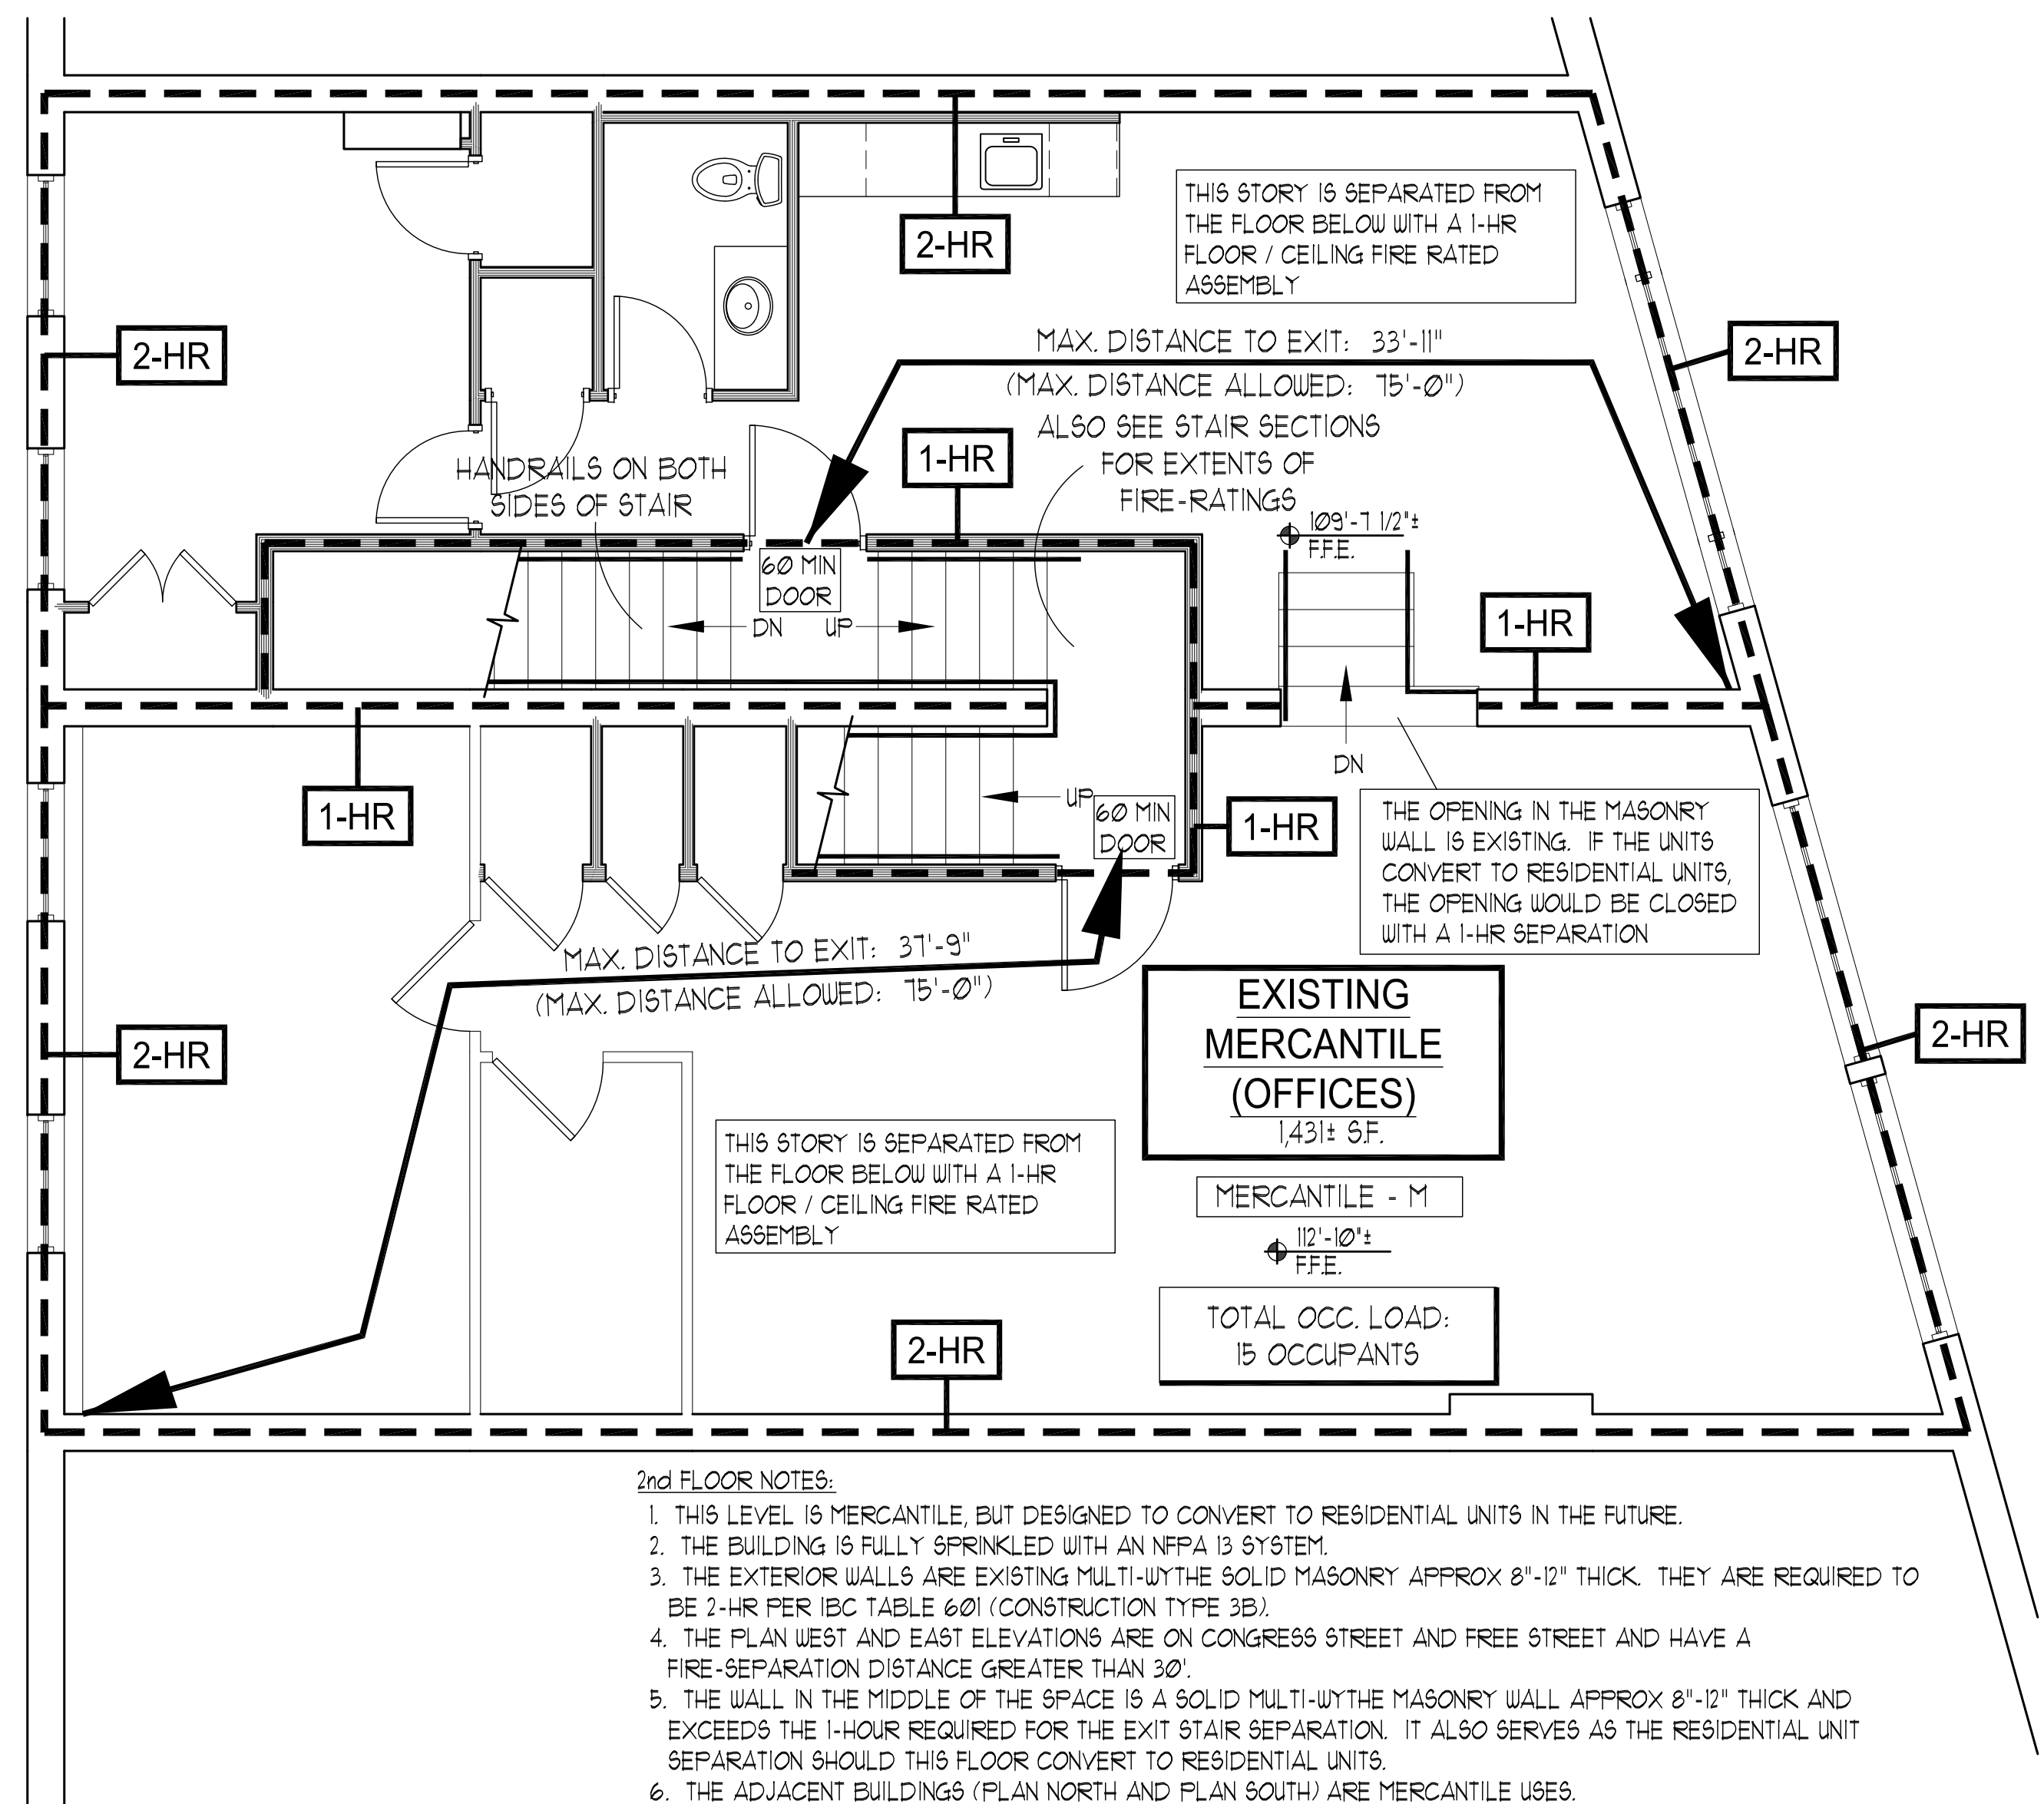 2-HR
THIS STORY IS SEPARATED FROM
THE FLOOR BELOW WITH A 1-HR
FLOOR / CEILING FIRE RATED
ASSEMBLY
2-HR
2-HR
MAX. DISTANCE TO EXIT: 33'-11"
(MAX. DISTANCE ALLOWED: 75'-0")
ALSO SEE STAIR SECTIONS
FOR EXTENTS OF
FIRE-RATINGS
1-HR
HANDRAILS ON BOTH
SIDES OF STAIR
109'-7 1/2"±
F.F.E.
60 MIN
DOOR
DN
UP
1-HR
1-HR
UP
60 MIN
DOOR
1-HR
DN
THE OPENING IN THE MASONRY
WALL IS EXISTING. IF THE UNITS
CONVERT TO RESIDENTIAL UNITS,
THE OPENING WOULD BE CLOSED
WITH A 1-HR SEPARATION
MAX. DISTANCE TO EXIT: 37'-9"
(MAX. DISTANCE ALLOWED: 75'-0")
2-HR
2-HR
EXISTING
MERCANTILE
(OFFICES)
1,431± S.F.
THIS STORY IS SEPARATED FROM
THE FLOOR BELOW WITH A 1-HR
FLOOR / CEILING FIRE RATED
ASSEMBLY
MERCANTILE - M
112'-10"±
F.F.E.
TOTAL OCC. LOAD:
15 OCCUPANTS
2-HR
2nd FLOOR NOTES:
1. THIS LEVEL IS MERCANTILE, BUT DESIGNED TO CONVERT TO RESIDENTIAL UNITS IN THE FUTURE.
2. THE BUILDING IS FULLY SPRINKLED WITH AN NFPA 13 SYSTEM.
3. THE EXTERIOR WALLS ARE EXISTING MULTI-WYTHE SOLID MASONRY APPROX 8"-12" THICK. THEY ARE REQUIRED TO
BE 2-HR PER IBC TABLE 601 (CONSTRUCTION TYPE 3B).
4. THE PLAN WEST AND EAST ELEVATIONS ARE ON CONGRESS STREET AND FREE STREET AND HAVE A
FIRE-SEPARATION DISTANCE GREATER THAN 30'.
5. THE WALL IN THE MIDDLE OF THE SPACE IS A SOLID MULTI-WYTHE MASONRY WALL APPROX 8"-12" THICK AND
EXCEEDS THE 1-HOUR REQUIRED FOR THE EXIT STAIR SEPARATION. IT ALSO SERVES AS THE RESIDENTIAL UNIT
SEPARATION SHOULD THIS FLOOR CONVERT TO RESIDENTIAL UNITS.
6. THE ADJACENT BUILDINGS (PLAN NORTH AND PLAN SOUTH) ARE MERCANTILE USES.